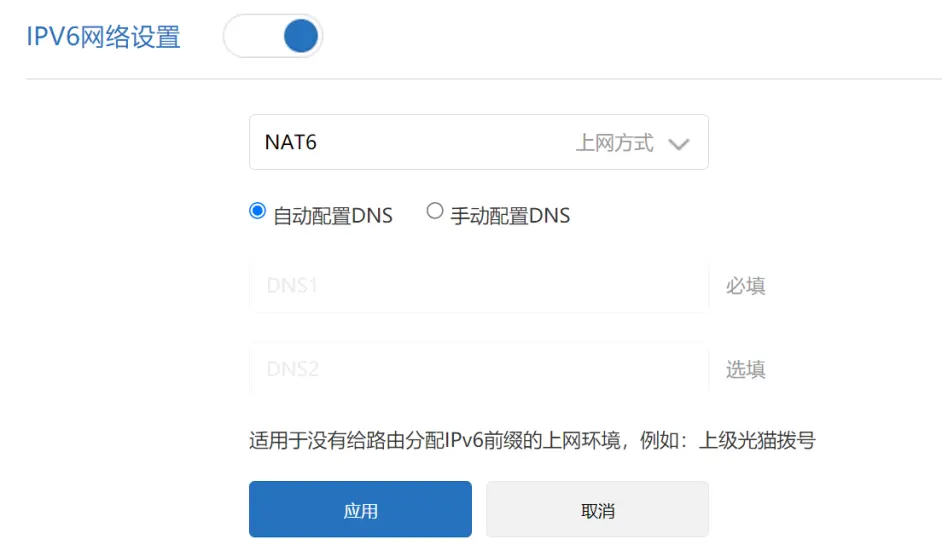 IPV6网络设置
NAT6 上网方式
自动配置DNS 手动配置DNS
DNS1 必填
DNS2 选填
适用于没有给路由分配IPv6前缀的上网环境，例如：上级光猫拨号
应用 取消